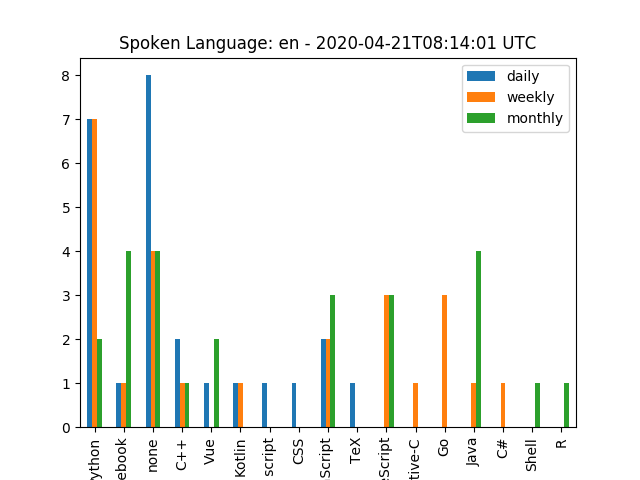 Spoken Language: en - 2020-04-21T08:14:01 UTC
daily
weekly
monthly
8
7
6
5
4
3
2
1
0
ython
ebook
none
C++
Vue
Kotlin
script
CSS
aScript
TeX
eScript
tive-C
Go
Java
C#
Shell
R